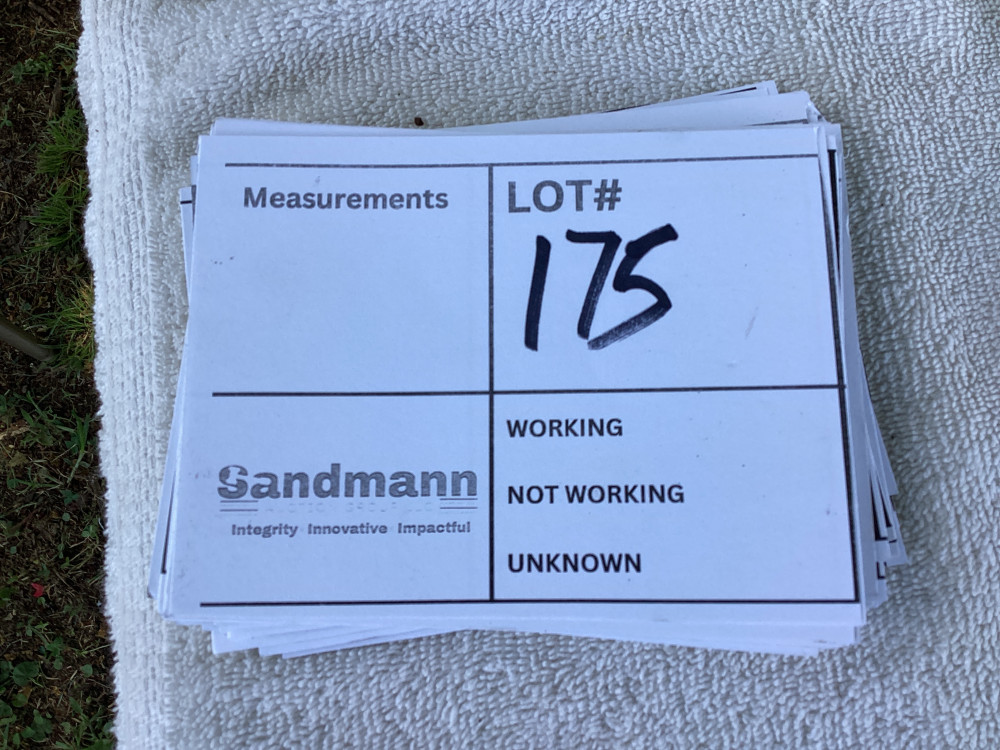 Measurements
LOT#
175
Sandmann
Integrity Innovative Impactful
WORKING
NOT WORKING
UNKNOWN